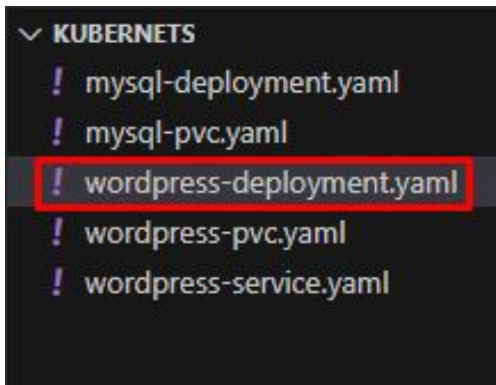 KUBERNETS
! mysql-deployment.yaml
! mysql-pvc.yaml
! wordpress-deployment.yaml
! wordpress-pvc.yaml
! wordpress-service.yaml